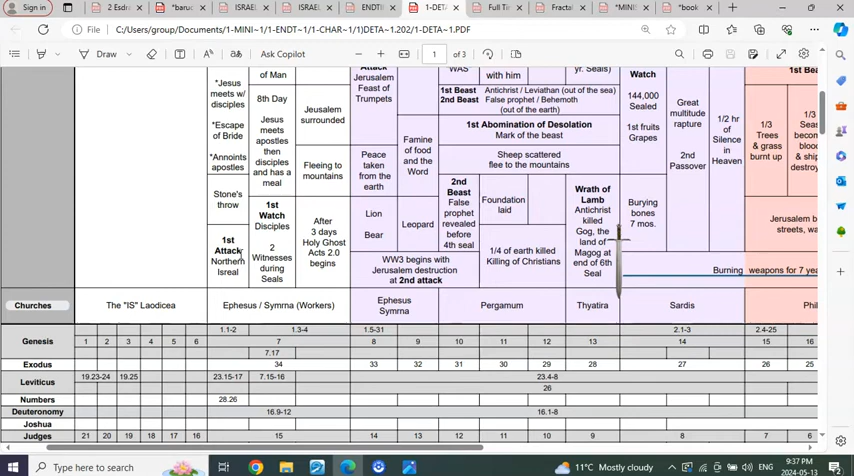 Sign in
2 Esdra
*baruc
ISRAEL
ISRAEL
ENDTI
1-DETA
Full Tir
Fractal
*MINIS
*book
File
C:/Users/group/Documents/1-MINI~1/1-ENDT~1/1-CHAR~1/1)DETA~1.202/1-DETA~1.PDF
Draw
Ask Copilot
1 of 3
*Jesus
meets w/
disciples
*Escape
of Bride
*Annoints
apostles
Stone's
throw
1st
Attack
Northern
Isreal
of Man
8th Day
Jesus
meets
apostles
then
disciples
and has a
meal
1st
Watch
Disciples
2
Witnesses
during
Seals
Jerusalem
surrounded
Fleeing to
mountains
After
3 days
Holy Ghost
Acts 2.0
begins
Attack
Jerusalem
Feast of
Trumpets
Peace
taken
from the
earth
Lion
Bear
Famine
of food
and the
Word
Leopard
WW3 begins with
Jerusalem destruction
at 2nd attack
WAS
with him
yr. Seals)
1st Beast Antichrist / Leviathan (out of the sea)
2nd Beast False prophet / Behemoth
(out of the earth)
1st Abomination of Desolation
Mark of the beast
Sheep scattered
flee to the mountains
2nd
Beast
False
prophet
revealed
before
4th seal
Foundation
laid
1/4 of earth killed
Killing of Christians
Wrath of
Lamb
Antichrist
killed
Gog, the
land of
Magog at
end of 6th
Seal
Watch
144,000
Sealed
1st fruits
Grapes
Burying
bones
7 mos.
Great
multitude
rapture
2nd
Passover
1/2 hr
of
Silence
in
Heaven
1st Bea
1/3
Trees
& grass
burnt up
1/3
Seas
becom
blood
& ship
destroy
Jerusalem b
streets, wa
Burning weapons for 7 yea
Churches
The "IS" Laodicea
Ephesus / Symrna (Workers)
Ephesus
Symrna
Pergamum
Thyatira
Sardis
Phil
1.1-2 1.3-4 1.5-31 2.1-3 2.4-25
Genesis 1 2 3 4 5 6 7 8 9 10 11 12 13 14 15 16
7.17
Exodus 34 33 32 31 30 29 28 27 26 25
Leviticus 19.23-24 19.25 23.15-17 7.15-16 23.4-8
26
Numbers 28.26
Deuteronomy 16.9-12 16.1-8
Joshua
Judges 21 20 19 18 17 16 15 14 13 12 11 10 9 8 7 6
Type here to search
11°C Mostly cloudy
9:37 PM
2024-05-13